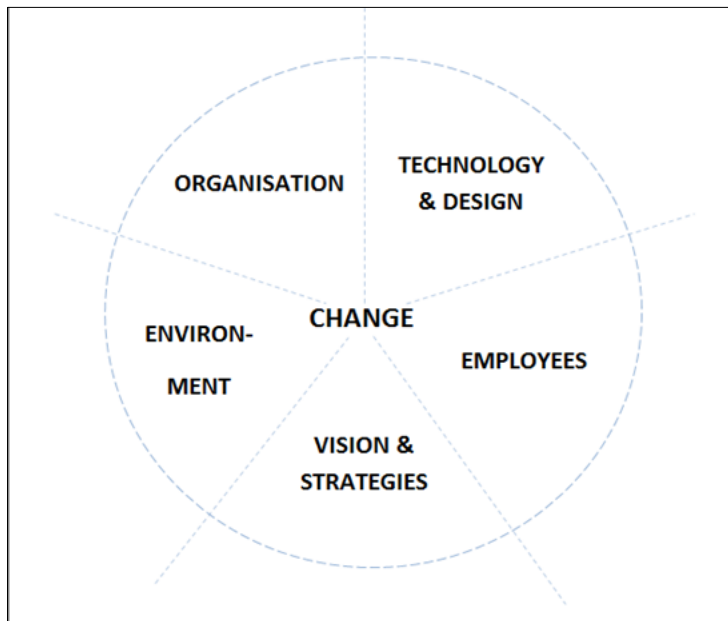 ORGANISATION
TECHNOLOGY
& DESIGN
CHANGE
ENVIRON-
MENT
EMPLOYEES
VISION &
STRATEGIES